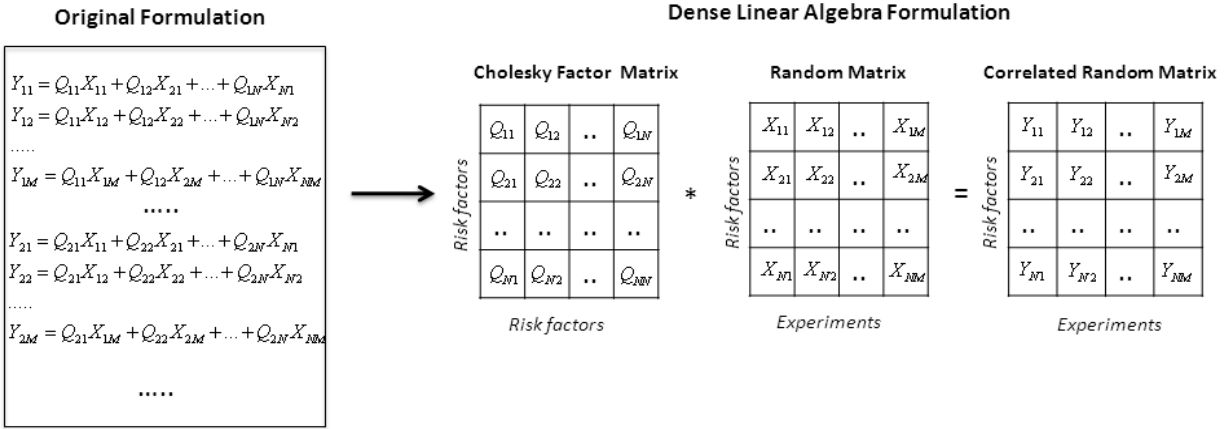 Original Formulation
Y₁₁ = Q₁₁X₁₁ + Q₁₂X₂₁ + ... + Q₁ₙXₙ₁
Y₁₂ = Q₁₁X₁₂ + Q₁₂X₂₂ + ... + Q₁ₙXₙ₂
.....
Y₁ₘ = Q₁₁X₁ₘ + Q₁₂X₂ₘ + ... + Q₁ₙXₙₘ
.....
Y₂₁ = Q₂₁X₁₁ + Q₂₂X₂₁ + ... + Q₂ₙXₙ₁
Y₂₂ = Q₂₁X₁₂ + Q₂₂X₂₂ + ... + Q₂ₙXₙ₂
.....
Y₂ₘ = Q₂₁X₁ₘ + Q₂₂X₂ₘ + ... + Q₂ₙXₙₘ
.....
Dense Linear Algebra Formulation
Cholesky Factor Matrix
Risk factors
Q₁₁ Q₁₂ .. Q₁ₙ
Q₂₁ Q₂₂ .. Q₂ₙ
.. .. .. ..
Qₙ₁ Qₙ₂ .. Qₙₙ
Risk factors
*
Random Matrix
Risk factors
X₁₁ X₁₂ .. X₁ₘ
X₂₁ X₂₂ .. X₂ₘ
.. .. .. ..
Xₙ₁ Xₙ₂ .. Xₙₘ
Experiments
=
Correlated Random Matrix
Risk factors
Y₁₁ Y₁₂ .. Y₁ₘ
Y₂₁ Y₂₂ .. Y₂ₘ
.. .. .. ..
Yₙ₁ Yₙ₂ .. Yₙₘ
Experiments